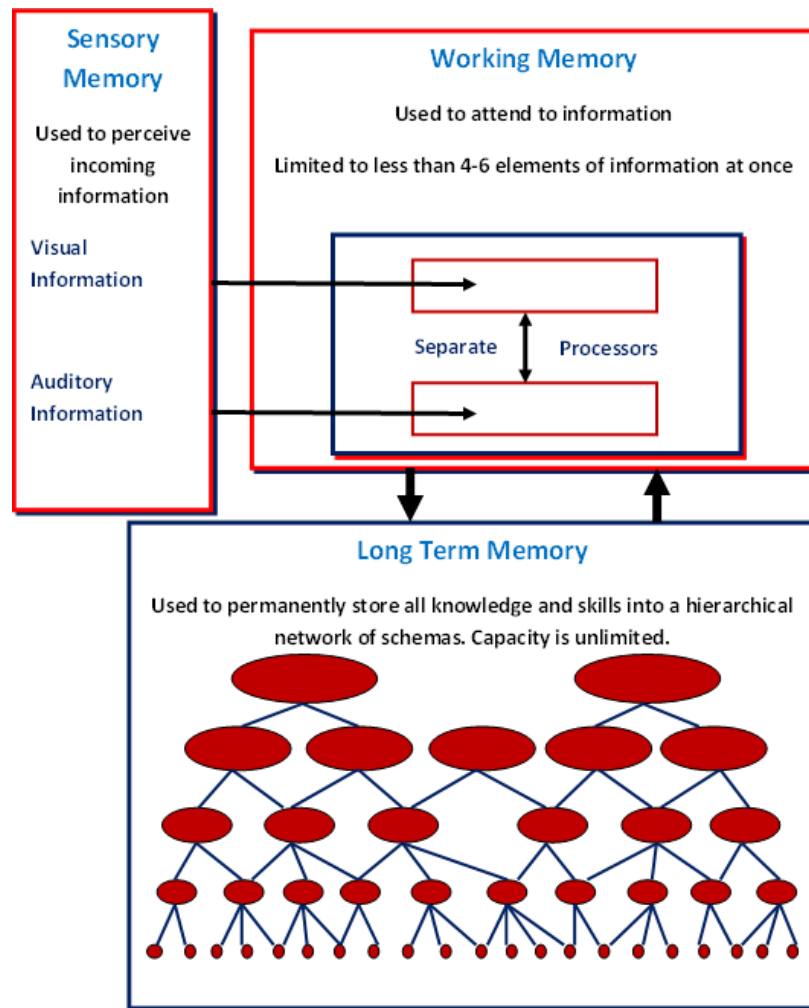 Sensory
Memory
Used to perceive
incoming
information
Visual
Information
Auditory
Information
Working Memory
Used to attend to information
Limited to less than 4-6 elements of information at once
Separate
Processors
Long Term Memory
Used to permanently store all knowledge and skills into a hierarchical
network of schemas. Capacity is unlimited.